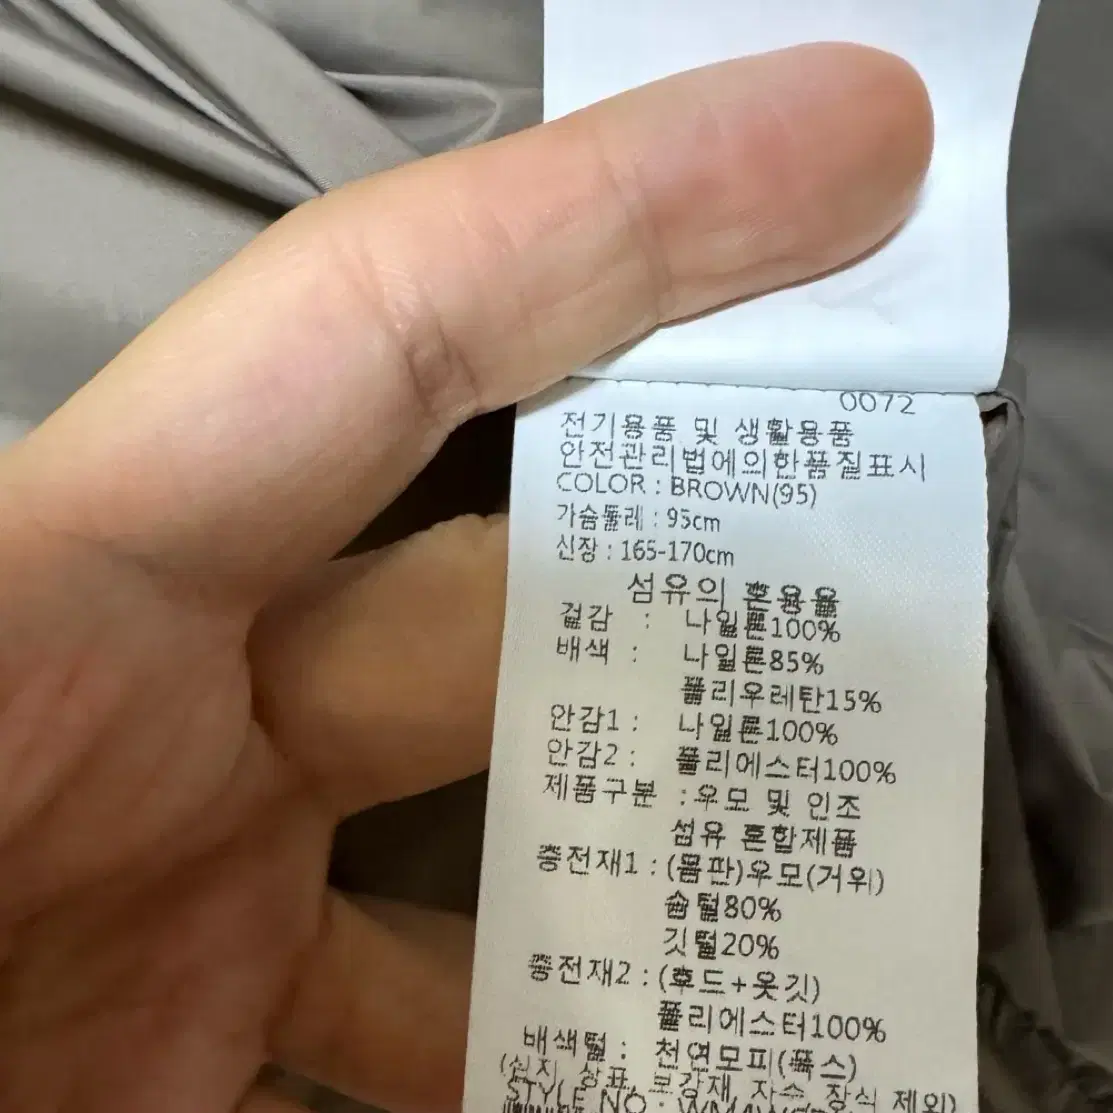 0072
전기용품 및 생활용품
안전관리법에의한품질표시
COLOR : BROWN(95)
가슴둘레 : 95cm
신장 : 165-170cm
섬유의 혼용율
겉감 : 나일론100%
배색 : 나일론85%
폴리우레탄15%
안감1 : 나일론100%
안감2 : 폴리에스터100%
제품구분 : 우모 및 인조
섬유 혼합제품
충전재1 : (몸판)우모(거위)
솜털80%
깃털20%
충전재2 : (후드+옷깃)
폴리에스터100%
배색털 : 천연모피(폭스)
(심지, 상표, 보강재, 자수, 장식 제외)
STYLE NO :